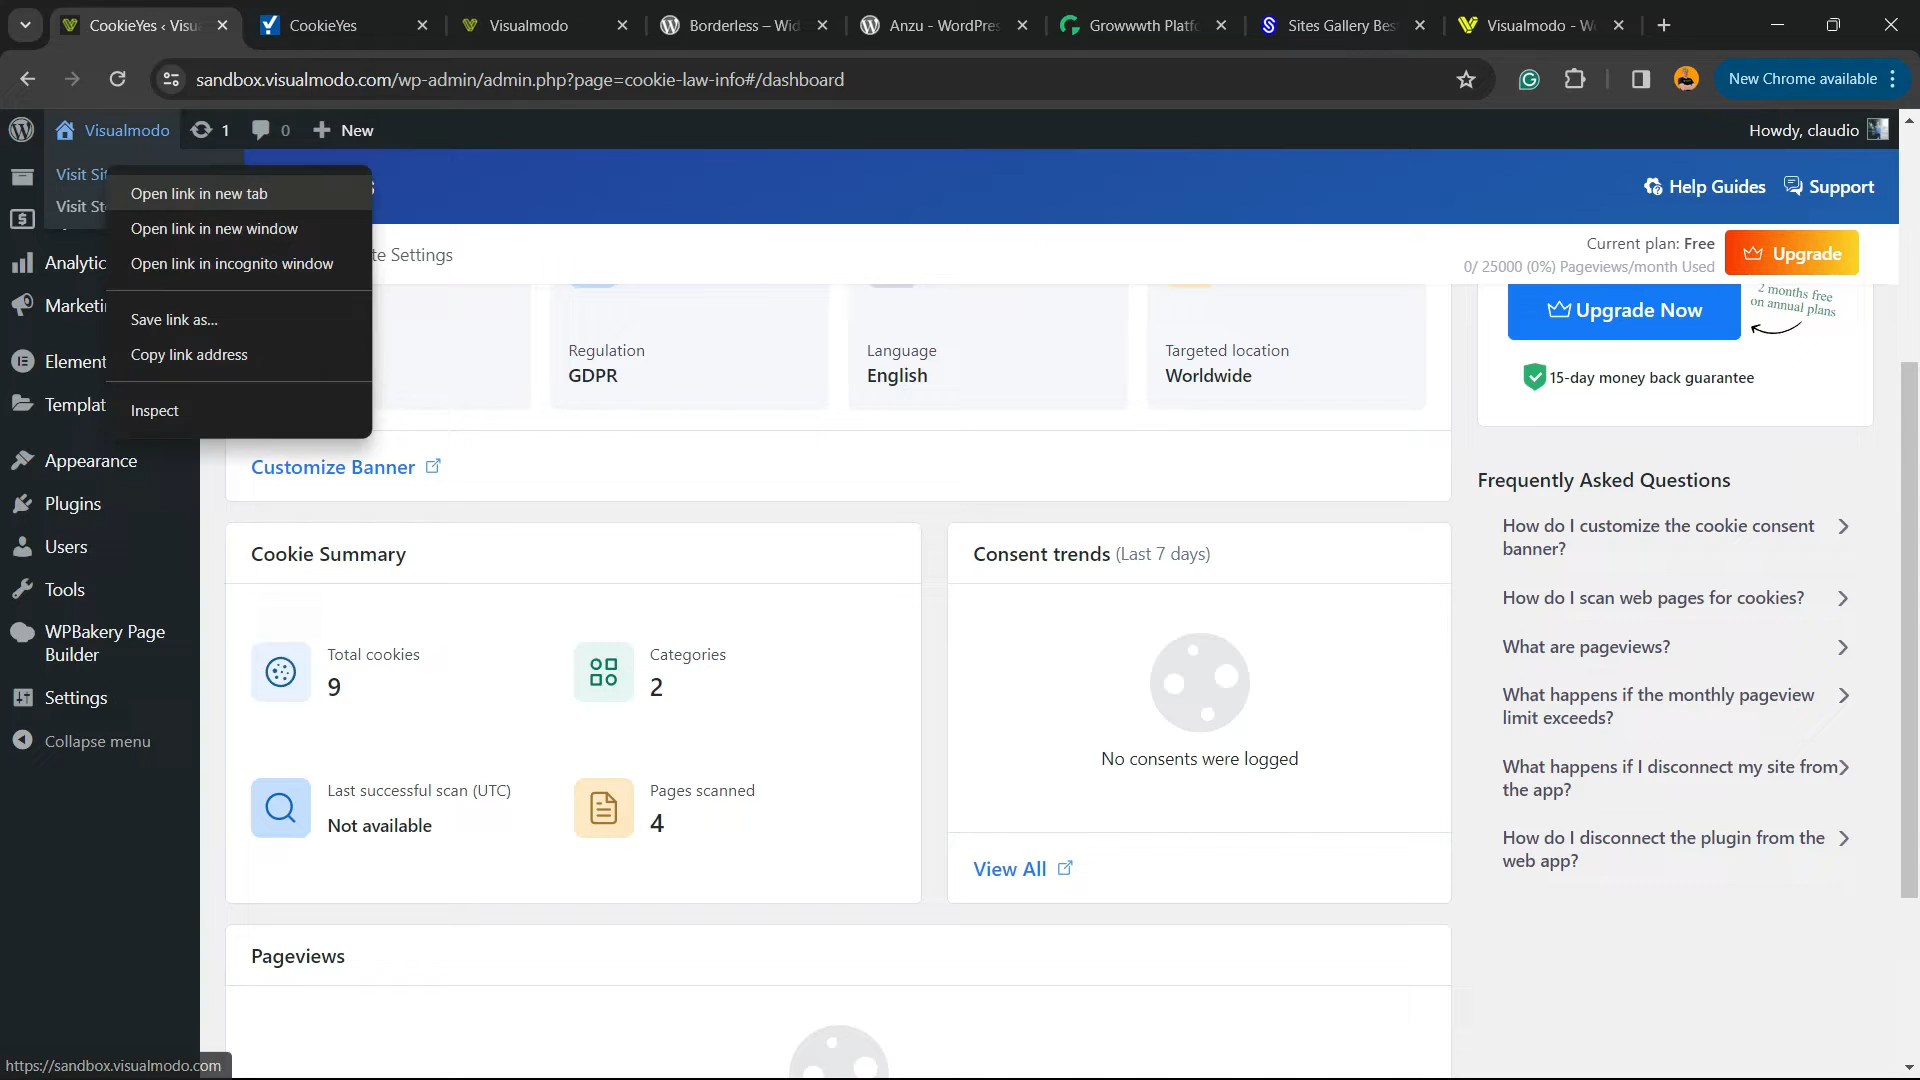 CookieYes ‹ Visu
CookieYes
Visualmodo
Borderless – Wid
Anzu - WordPres
Growwwth Platf
Sites Gallery Bes
Visualmodo - W
sandbox.visualmodo.com/wp-admin/admin.php?page=cookie-law-info#/dashboard
New Chrome available
Visualmodo
1
0
New
Howdy, claudio
Visit Sit
Visit St
Open link in new tab
Open link in new window
Open link in incognito window
Save link as...
Copy link address
Inspect
Analytic
Marketi
Element
Templat
Appearance
Plugins
Users
Tools
WPBakery Page
Builder
Settings
Collapse menu
s
Help Guides
Support
te Settings
Current plan: Free
0/ 25000 (0%) Pageviews/month Used
Upgrade
Regulation
GDPR
Language
English
Targeted location
Worldwide
Customize Banner
Upgrade Now
2 months free
on annual plans
15-day money back guarantee
Cookie Summary
Total cookies
9
Categories
2
Last successful scan (UTC)
Not available
Pages scanned
4
Consent trends (Last 7 days)
No consents were logged
View All
Frequently Asked Questions
How do I customize the cookie consent
banner?
How do I scan web pages for cookies?
What are pageviews?
What happens if the monthly pageview
limit exceeds?
What happens if I disconnect my site from
the app?
How do I disconnect the plugin from the
web app?
Pageviews
https://sandbox.visualmodo.com